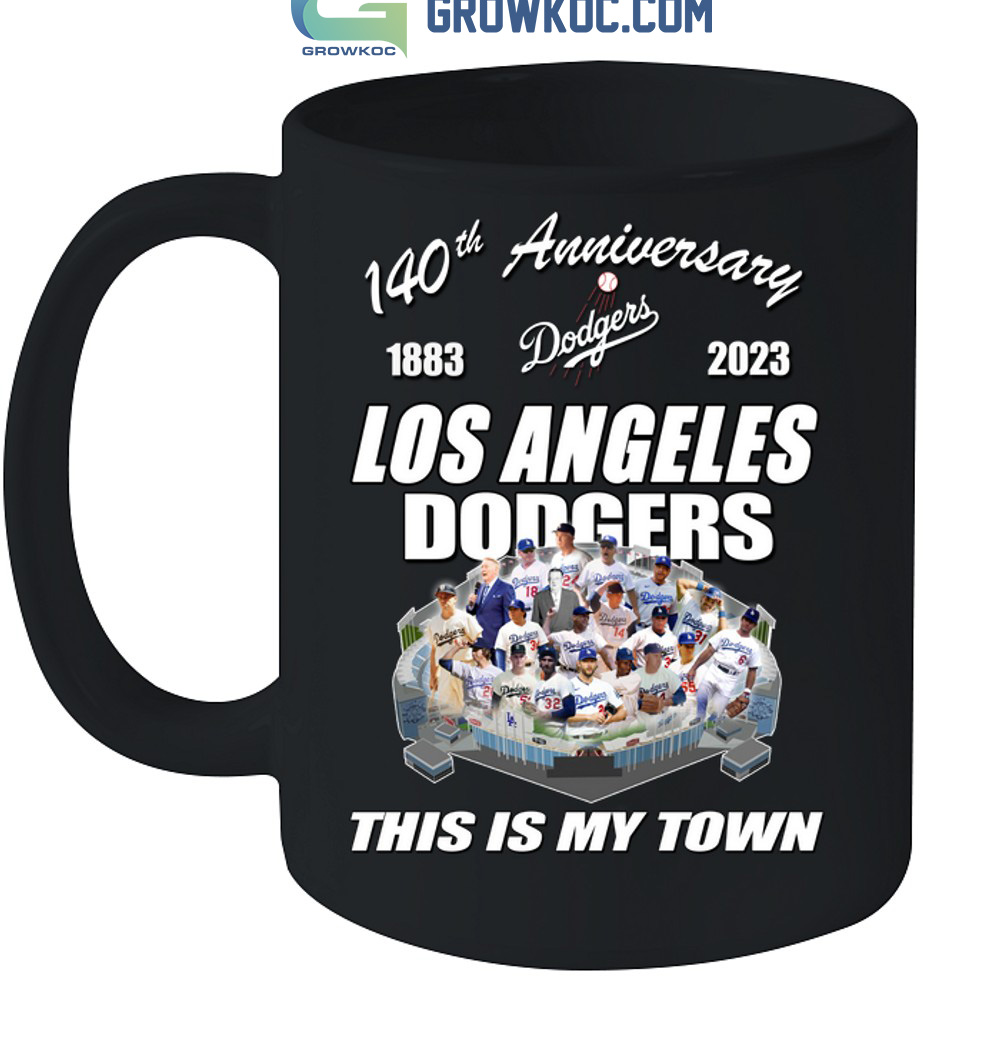 GROWKOC.COM
GROWKOC
140th Anniversary
Dodgers
1883 2023
LOS ANGELES
DODGERS
THIS IS MY TOWN